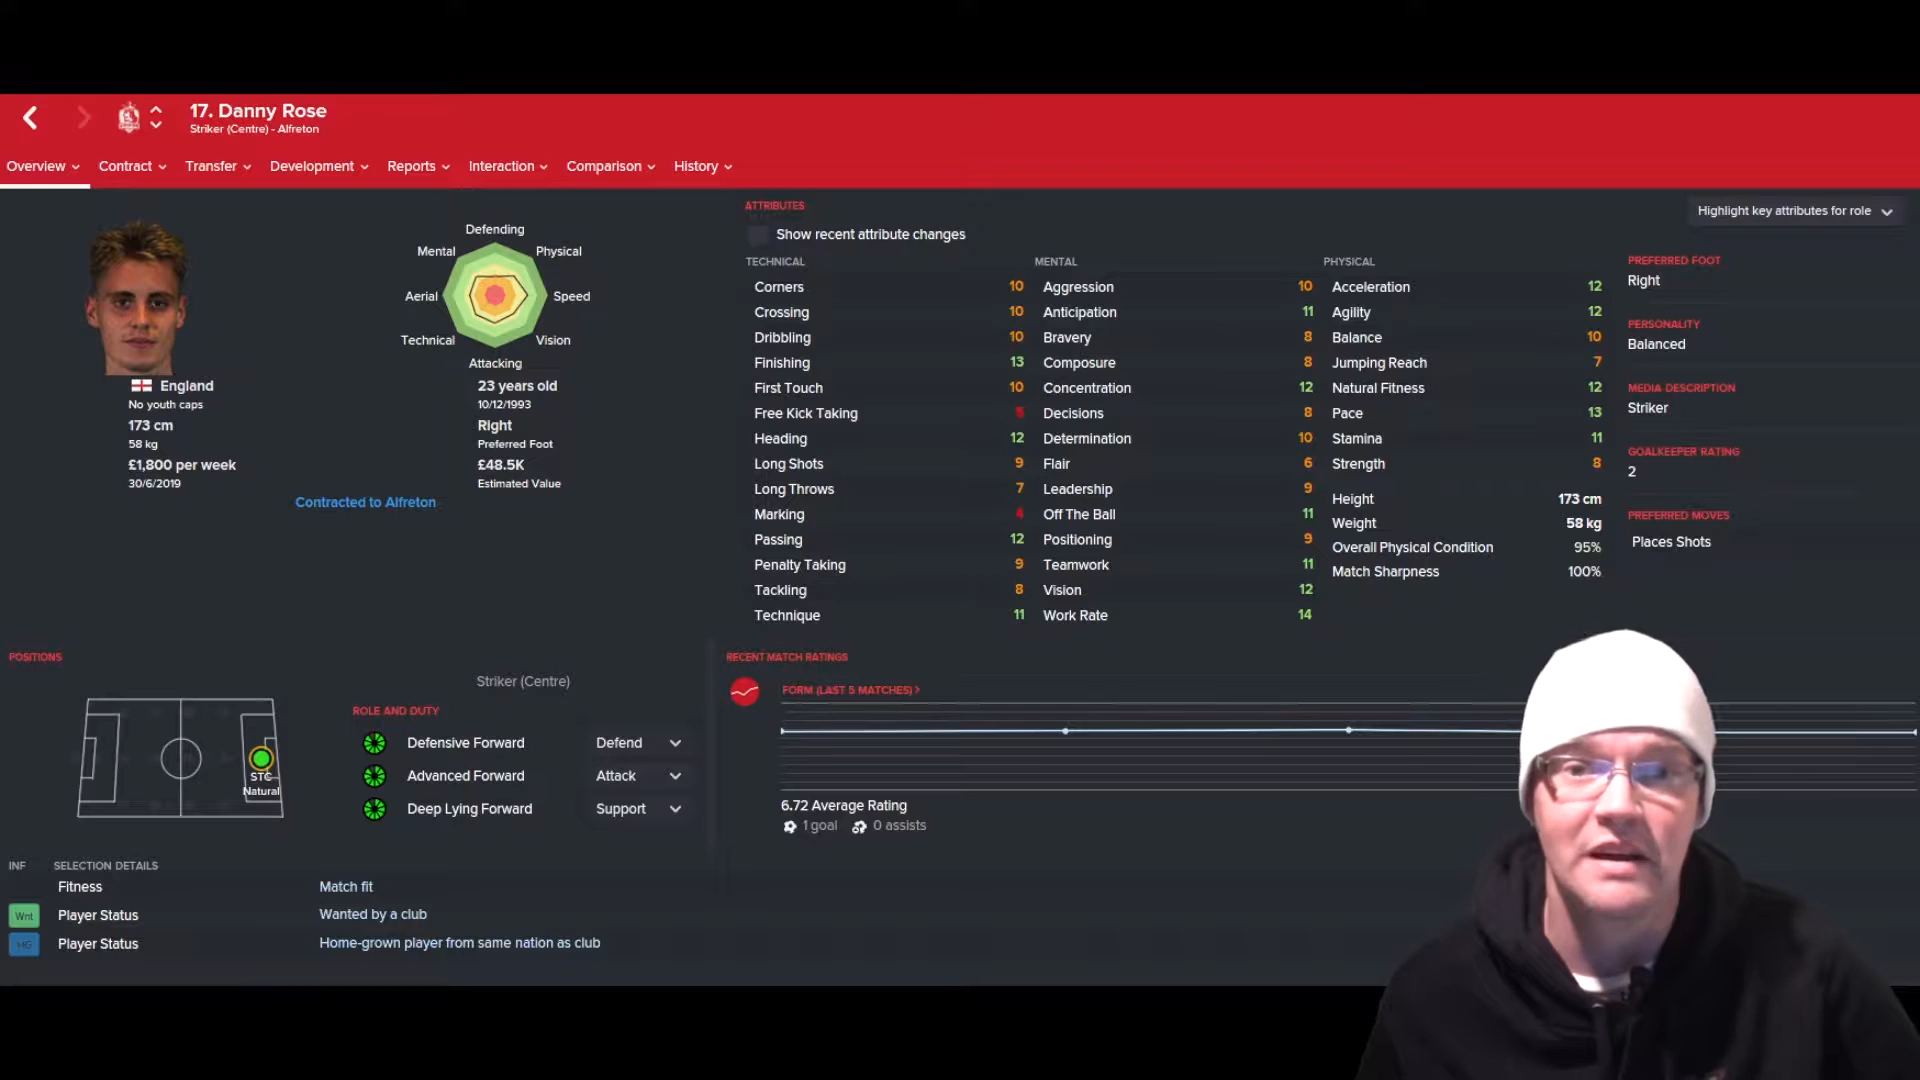 17. Danny Rose
Striker (Centre) - Alfreton
Overview Contract Transfer Development Reports Interaction Comparison History
England
No youth caps
173 cm
58 kg
£1,800 per week
30/6/2019
Defending
Mental Physical
Aerial Speed
Technical Vision
Attacking
23 years old
10/12/1993
Right
Preferred Foot
£48.5K
Estimated Value
Contracted to Alfreton
ATTRIBUTES
Show recent attribute changes
Highlight key attributes for role
TECHNICAL
Corners 10
Crossing 10
Dribbling 10
Finishing 13
First Touch 10
Free Kick Taking 5
Heading 12
Long Shots 9
Long Throws 7
Marking 4
Passing 12
Penalty Taking 9
Tackling 8
Technique 11
MENTAL
Aggression 10
Anticipation 11
Bravery 8
Composure 8
Concentration 12
Decisions 8
Determination 10
Flair 6
Leadership 9
Off The Ball 11
Positioning 9
Teamwork 11
Vision 12
Work Rate 14
PHYSICAL
Acceleration 12
Agility 12
Balance 10
Jumping Reach 7
Natural Fitness 12
Pace 13
Stamina 11
Strength 8
Height 173 cm
Weight 58 kg
Overall Physical Condition 95%
Match Sharpness 100%
PREFERRED FOOT
Right
PERSONALITY
Balanced
MEDIA DESCRIPTION
Striker
GOALKEEPER RATING
2
PREFERRED MOVES
Places Shots
POSITIONS
STC
Natural
Striker (Centre)
ROLE AND DUTY
Defensive Forward Defend
Advanced Forward Attack
Deep Lying Forward Support
RECENT MATCH RATINGS
FORM (LAST 5 MATCHES) >
6.72 Average Rating
1 goal 0 assists
INF SELECTION DETAILS
Fitness Match fit
Wnt Player Status Wanted by a club
HG Player Status Home-grown player from same nation as club